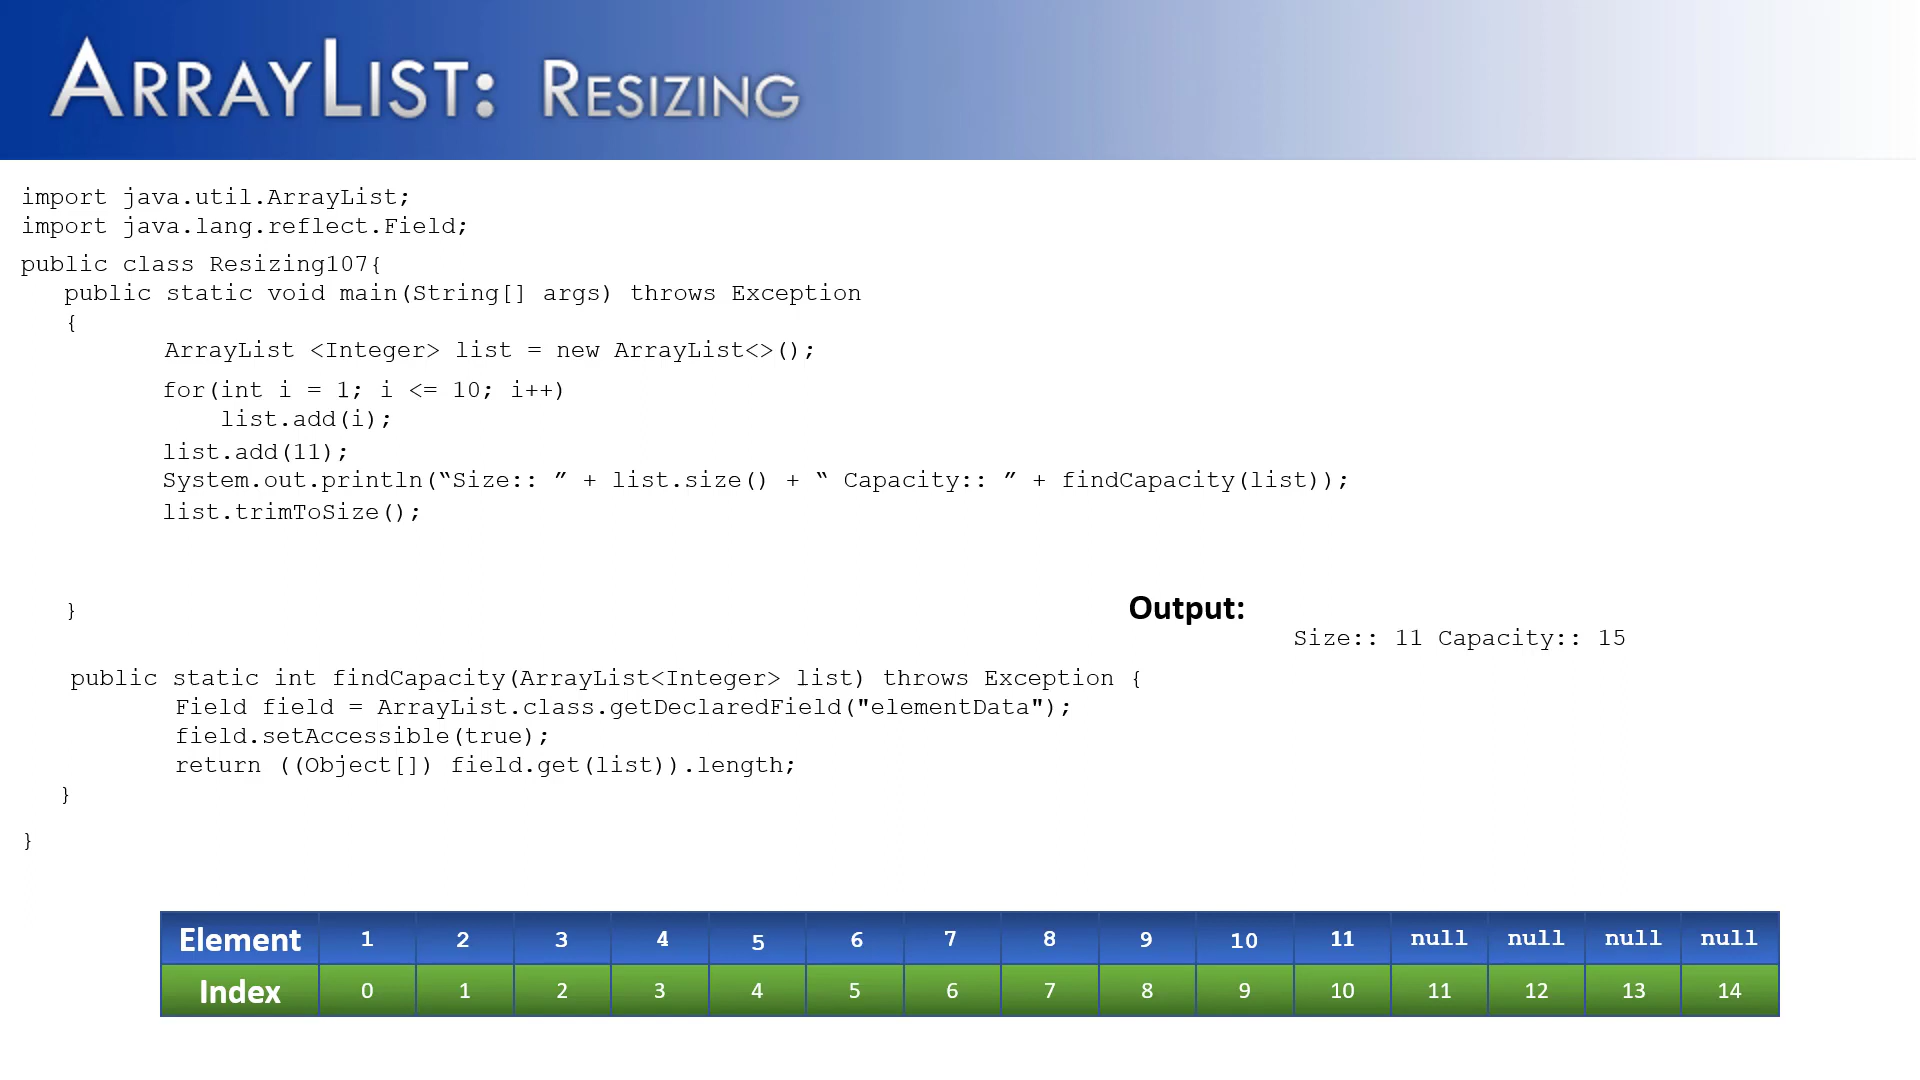 ArrayList: Resizing
import java.util.ArrayList;
import java.lang.reflect.Field;
public class Resizing107{
public static void main(String[] args) throws Exception
{
ArrayList <Integer> list = new ArrayList<>();
for(int i = 1; i <= 10; i++)
list.add(i);
list.add(11);
System.out.println(“Size:: ” + list.size() + “ Capacity:: ” + findCapacity(list));
list.trimToSize();
}
Output:
Size:: 11 Capacity:: 15
public static int findCapacity(ArrayList<Integer> list) throws Exception {
Field field = ArrayList.class.getDeclaredField("elementData");
field.setAccessible(true);
return ((Object[]) field.get(list)).length;
}
}
Element 1 2 3 4 5 6 7 8 9 10 11 null null null null
Index 0 1 2 3 4 5 6 7 8 9 10 11 12 13 14